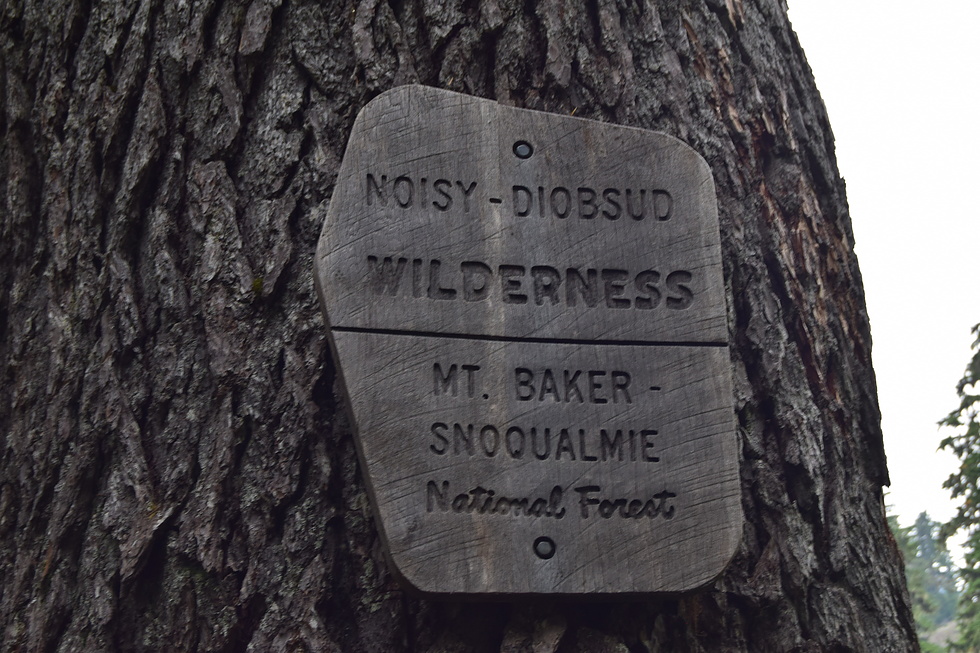 NOISY - DIOBSUD
WILDERNESS
MT. BAKER -
SNOQUALMIE
National Forest